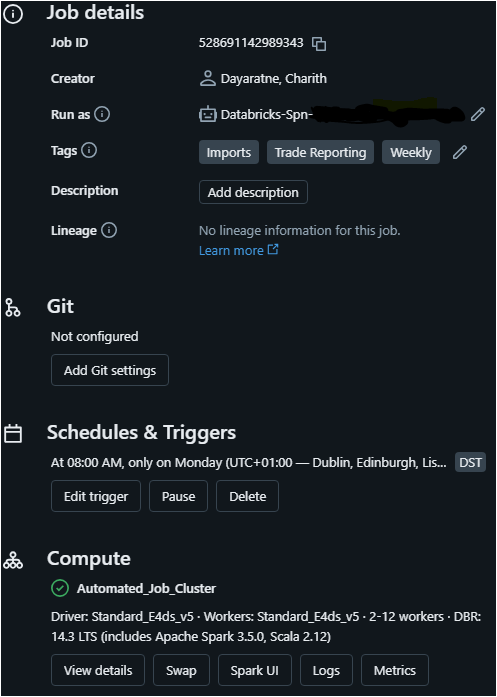 Job details
Job ID 528691142989343
Creator Dayaratne, Charith
Run as Databricks-Spn-
Tags Imports Trade Reporting Weekly
Description Add description
Lineage No lineage information for this job.
Learn more
Git
Not configured
Add Git settings
Schedules & Triggers
At 08:00 AM, only on Monday (UTC+01:00 — Dublin, Edinburgh, Lis... DST
Edit trigger Pause Delete
Compute
Automated_Job_Cluster
Driver: Standard_E4ds_v5 · Workers: Standard_E4ds_v5 · 2-12 workers · DBR:
14.3 LTS (includes Apache Spark 3.5.0, Scala 2.12)
View details Swap Spark UI Logs Metrics